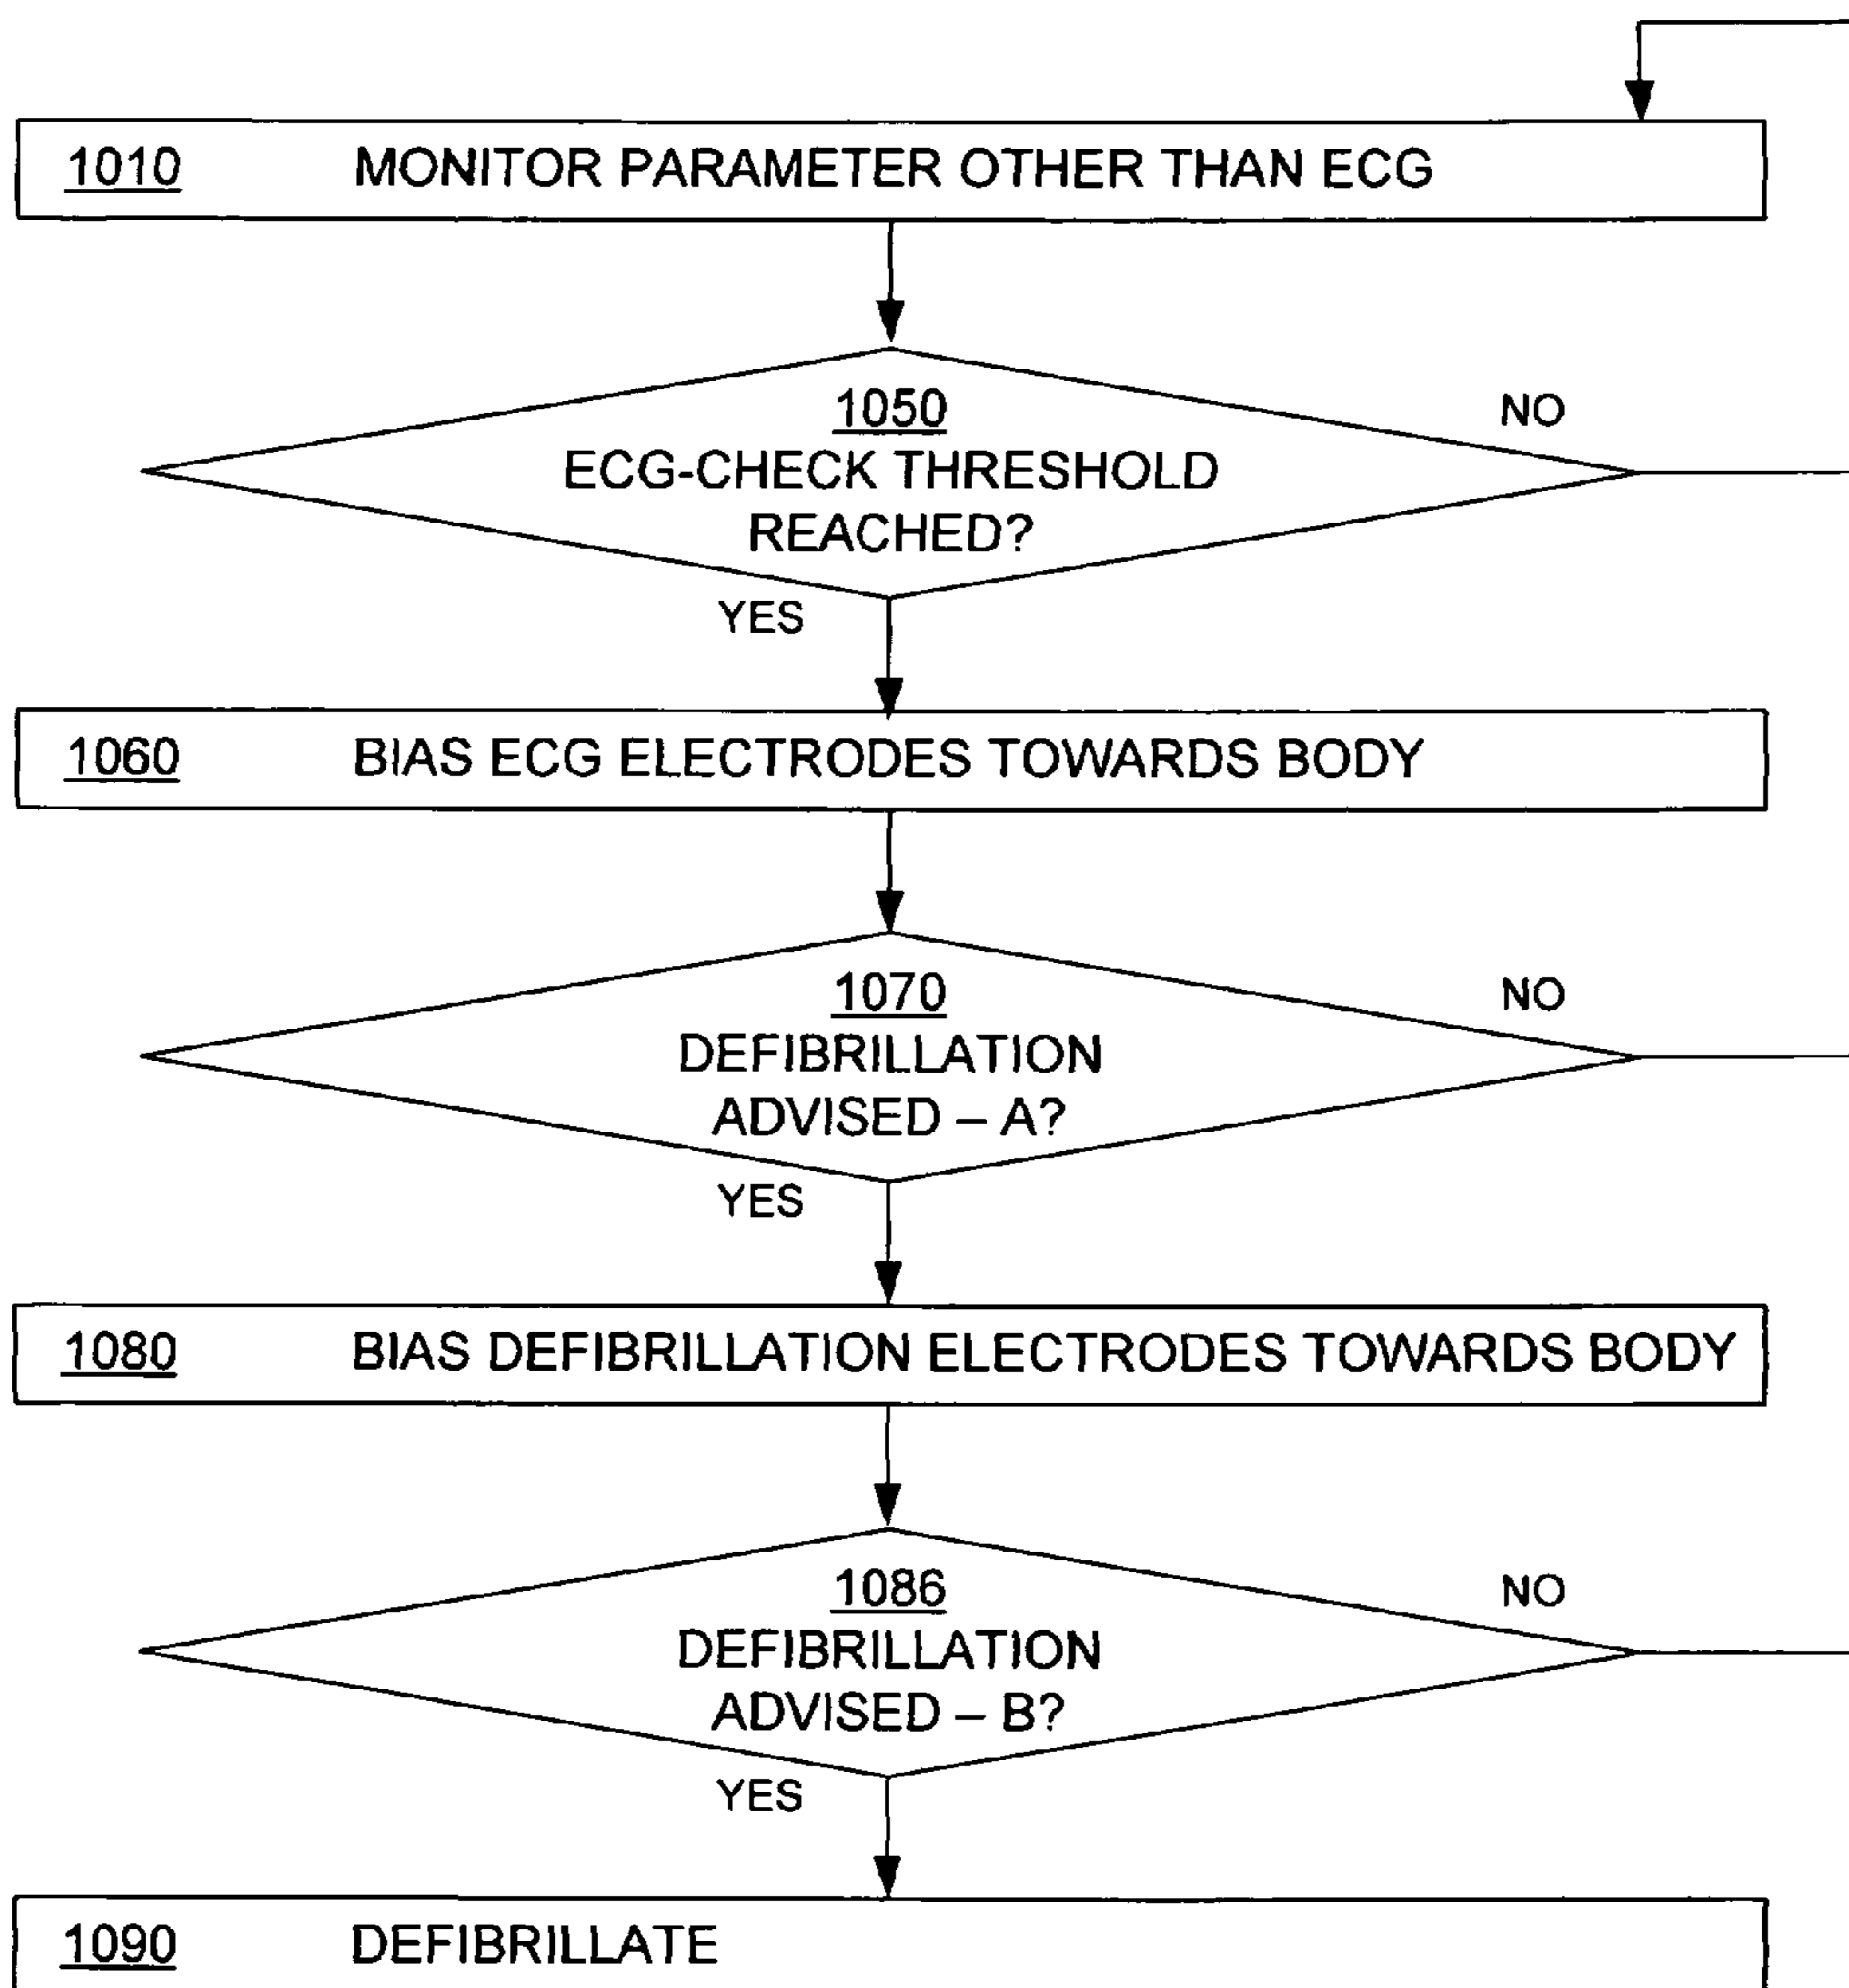 1010 MONITOR PARAMETER OTHER THAN ECG
1050
NO
ECG-CHECK THRESHOLD
REACHED?
YES
1060 BIAS ECG ELECTRODES TOWARDS BODY
1070
NO
DEFIBRILLATION
ADVISED – A?
YES
1080 BIAS DEFIBRILLATION ELECTRODES TOWARDS BODY
1086
NO
DEFIBRILLATION
ADVISED – B?
YES
1090 DEFIBRILLATE